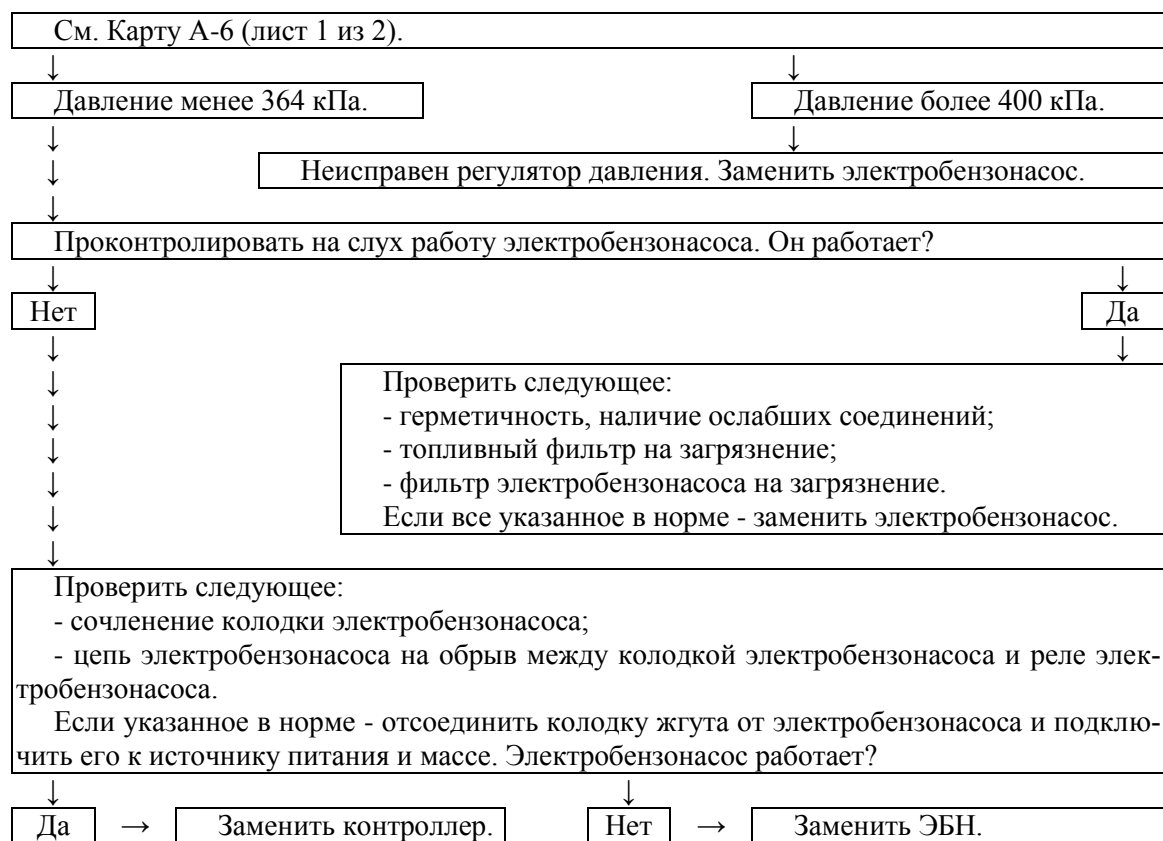 См. Карту А-6 (лист 1 из 2).
↓ ↓
Давление менее 364 кПа. Давление более 400 кПа.
↓ ↓
↓ Неисправен регулятор давления. Заменить электробензонасос.
↓
Проконтролировать на слух работу электробензонасоса. Он работает?
↓ ↓
Нет Да
↓ ↓
↓ Проверить следующее:
↓ - герметичность, наличие ослабших соединений;
↓ - топливный фильтр на загрязнение;
↓ - фильтр электробензонасоса на загрязнение.
↓ Если все указанное в норме - заменить электробензонасос.
↓
Проверить следующее:
- сочленение колодки электробензонасоса;
- цепь электробензонасоса на обрыв между колодкой электробензонасоса и реле элек-
тробензонасоса.
Если указанное в норме - отсоединить колодку жгута от электробензонасоса и подклю-
чить его к источнику питания и массе. Электробензонасос работает?
↓ ↓
Да → Заменить контроллер. Нет → Заменить ЭБН.